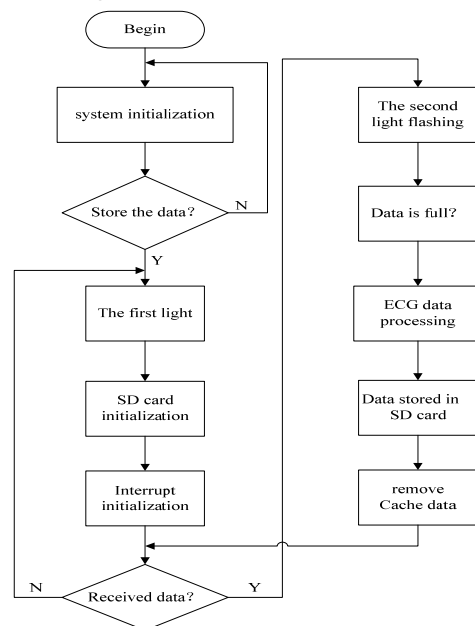 Begin
system initialization
Store the data?
N
Y
The first light
SD card
initialization
Interrupt
initialization
Received data?
N
Y
The second
light flashing
Data is full?
ECG data
processing
Data stored in
SD card
remove
Cache data